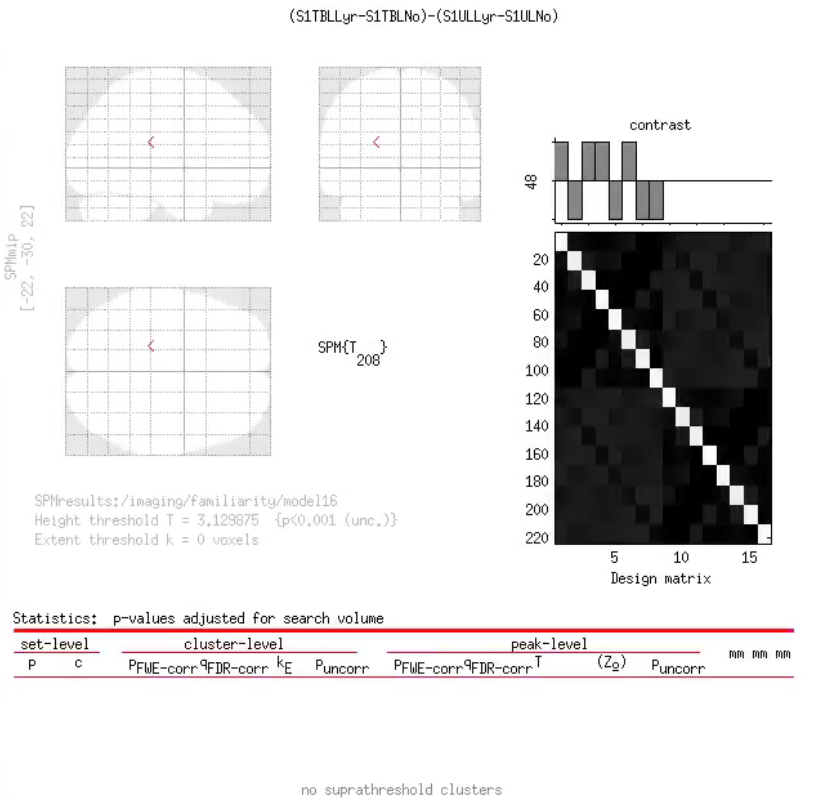 (S1TBLLyr-S1TBLNo)-(S1ULLyr-S1ULNo)
contrast
48
SPMmip
[-22, -30, 22]
SPM{T208}
20
40
60
80
100
120
140
160
180
200
220
5 10 15
Design matrix
SPMresults:/imaging/familiarity/model16
Height threshold T = 3.129875 {p<0.001 (unc.)}
Extent threshold k = 0 voxels
Statistics: p-values adjusted for search volume
set-level cluster-level peak-level
p c PFWE-corr qFDR-corr kE Puncorr PFWE-corr qFDR-corr T (Zo) Puncorr mm mm mm
no suprathreshold clusters